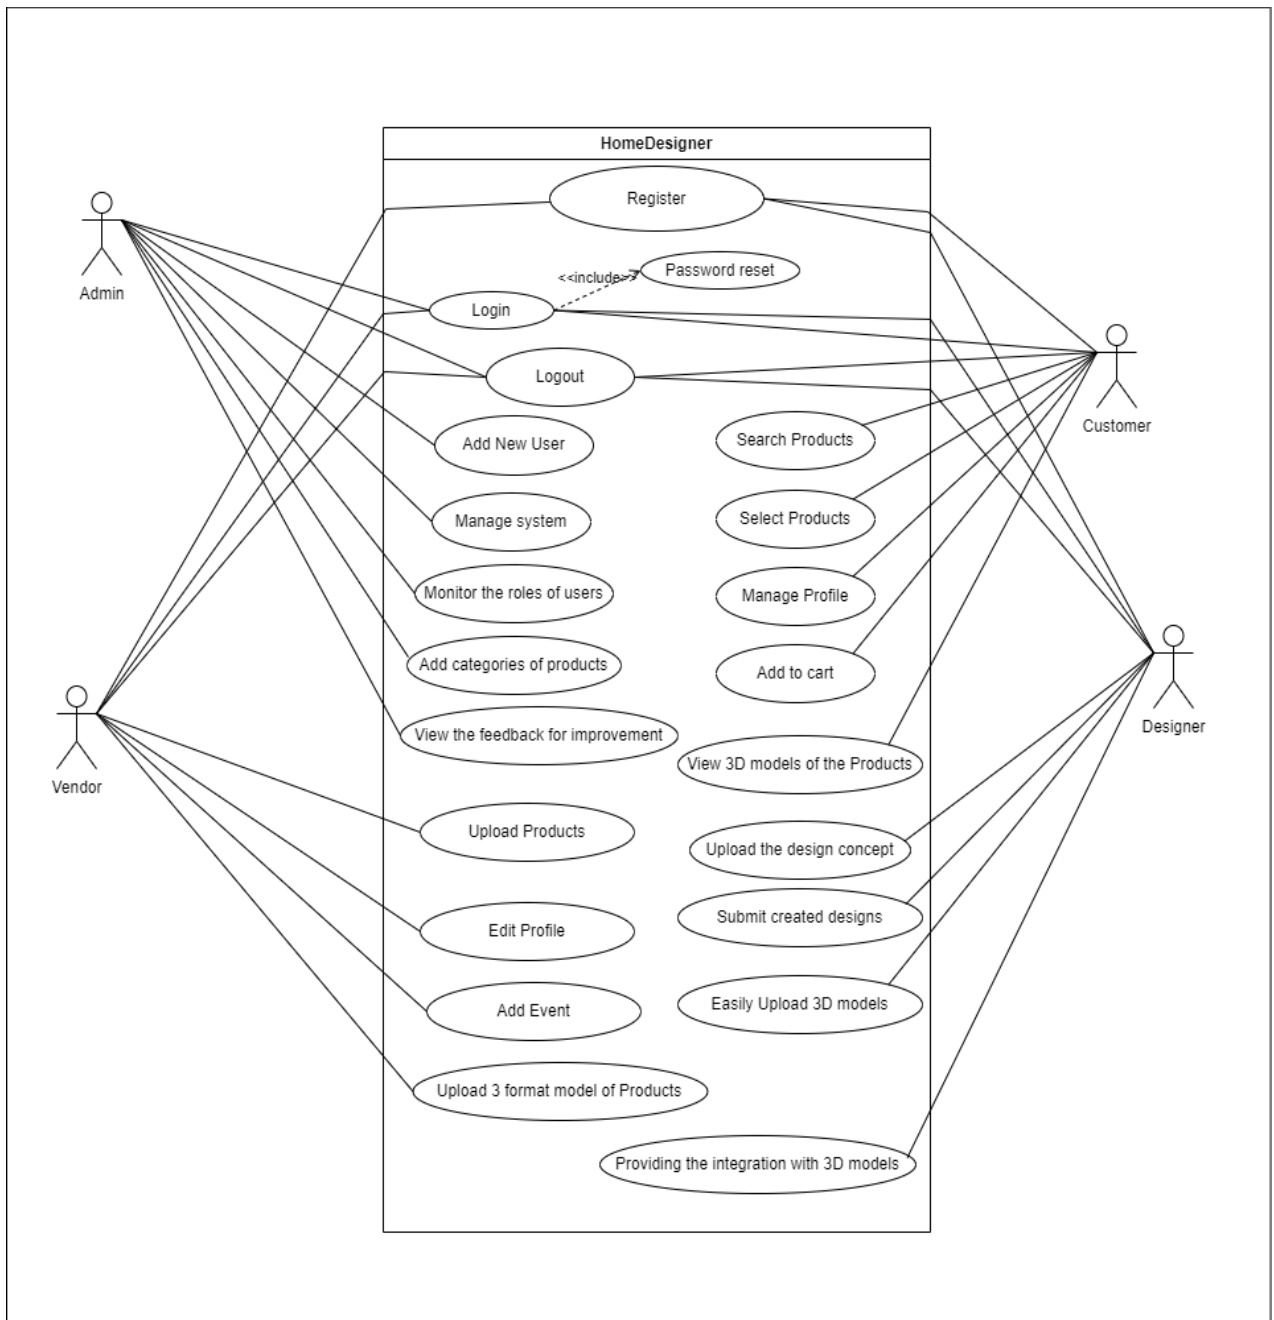 HomeDesigner
Register
<<include>>
Password reset
Admin
Login
Logout
Customer
Add New User
Search Products
Manage system
Select Products
Monitor the roles of users
Manage Profile
Add categories of products
Add to cart
View the feedback for improvement
Designer
View 3D models of the Products
Vendor
Upload Products
Upload the design concept
Submit created designs
Edit Profile
Easily Upload 3D models
Add Event
Upload 3 format model of Products
Providing the integration with 3D models